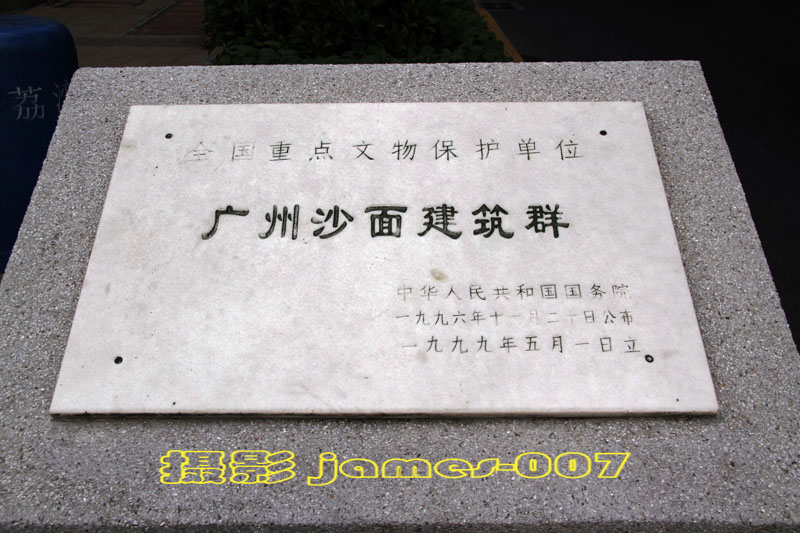 荔
全国重点文物保护单位
广州沙面建筑群
中华人民共和国国务院
一九九六年十一月二十日公布
一九九九年五月一日立
摄影 james-007